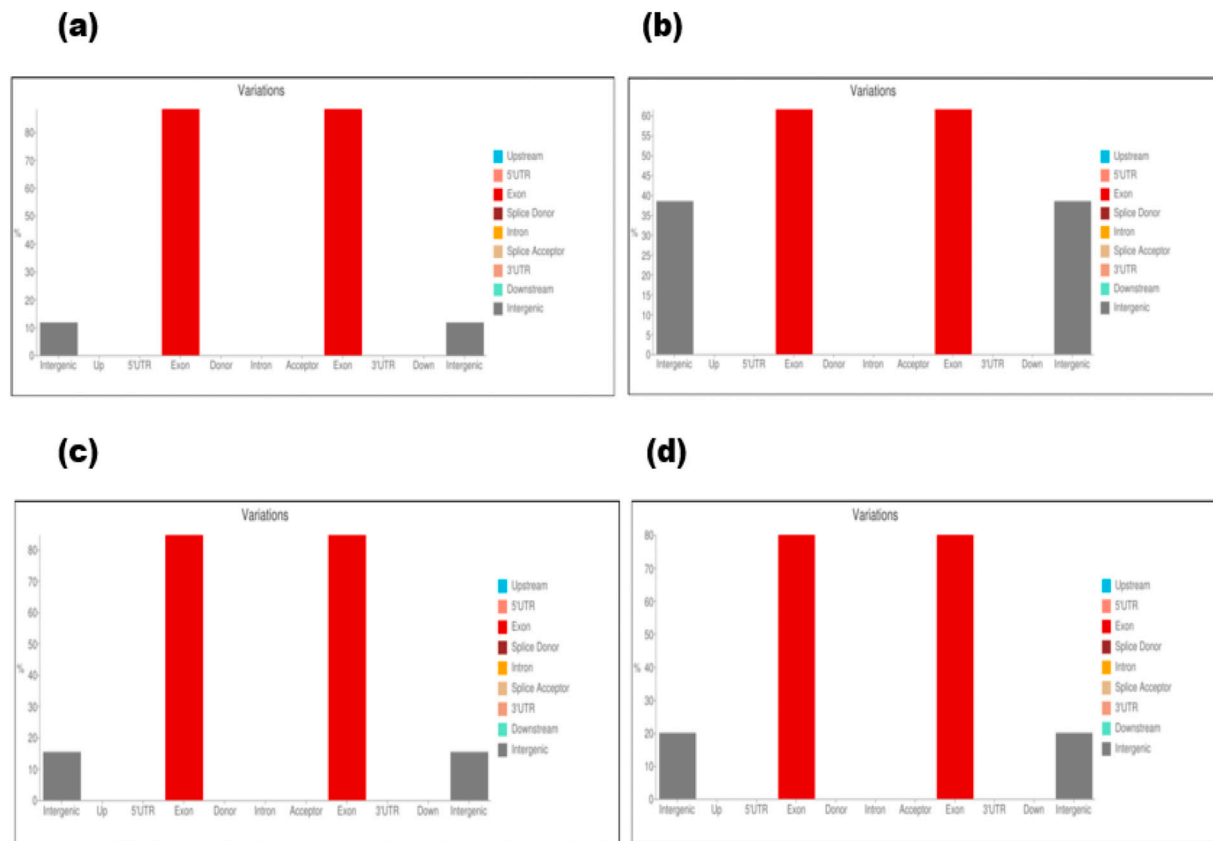 (a)
Variations
80
70
60
50
40
30
20
10
0
%
Intergenic Up 5'UTR Exon Donor Intron Acceptor Exon 3'UTR Down Intergenic
Upstream
5'UTR
Exon
Splice Donor
Intron
Splice Acceptor
3'UTR
Downstream
Intergenic
(b)
Variations
60
55
50
45
40
35
30
25
20
15
10
5
0
%
Intergenic Up 5'UTR Exon Donor Intron Acceptor Exon 3'UTR Down Intergenic
Upstream
5'UTR
Exon
Splice Donor
Intron
Splice Acceptor
3'UTR
Downstream
Intergenic
(c)
Variations
80
70
60
50
40
30
20
10
0
%
Intergenic Up 5'UTR Exon Donor Intron Acceptor Exon 3'UTR Down Intergenic
Upstream
5'UTR
Exon
Splice Donor
Intron
Splice Acceptor
3'UTR
Downstream
Intergenic
(d)
Variations
80
70
60
50
40
30
20
10
0
%
Intergenic Up 5'UTR Exon Donor Intron Acceptor Exon 3'UTR Down Intergenic
Upstream
5'UTR
Exon
Splice Donor
Intron
Splice Acceptor
3'UTR
Downstream
Intergenic